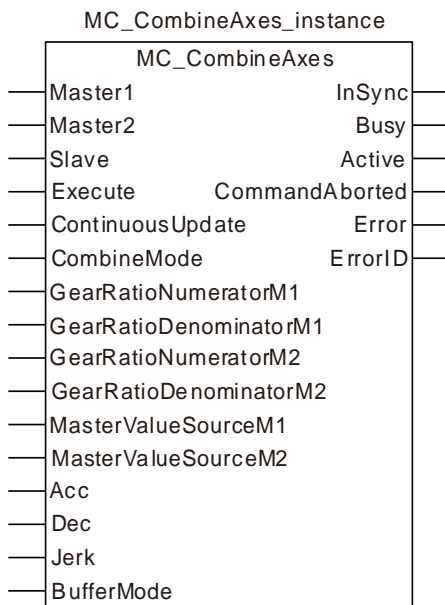 MC_CombineAxes_instance
MC_CombineAxes
Master1 InSync
Master2 Busy
Slave Active
Execute CommandAborted
ContinuousUpdate Error
CombineMode ErrorID
GearRatioNumeratorM1
GearRatioDenominatorM1
GearRatioNumeratorM2
GearRatioDenominatorM2
MasterValueSourceM1
MasterValueSourceM2
Acc
Dec
Jerk
BufferMode